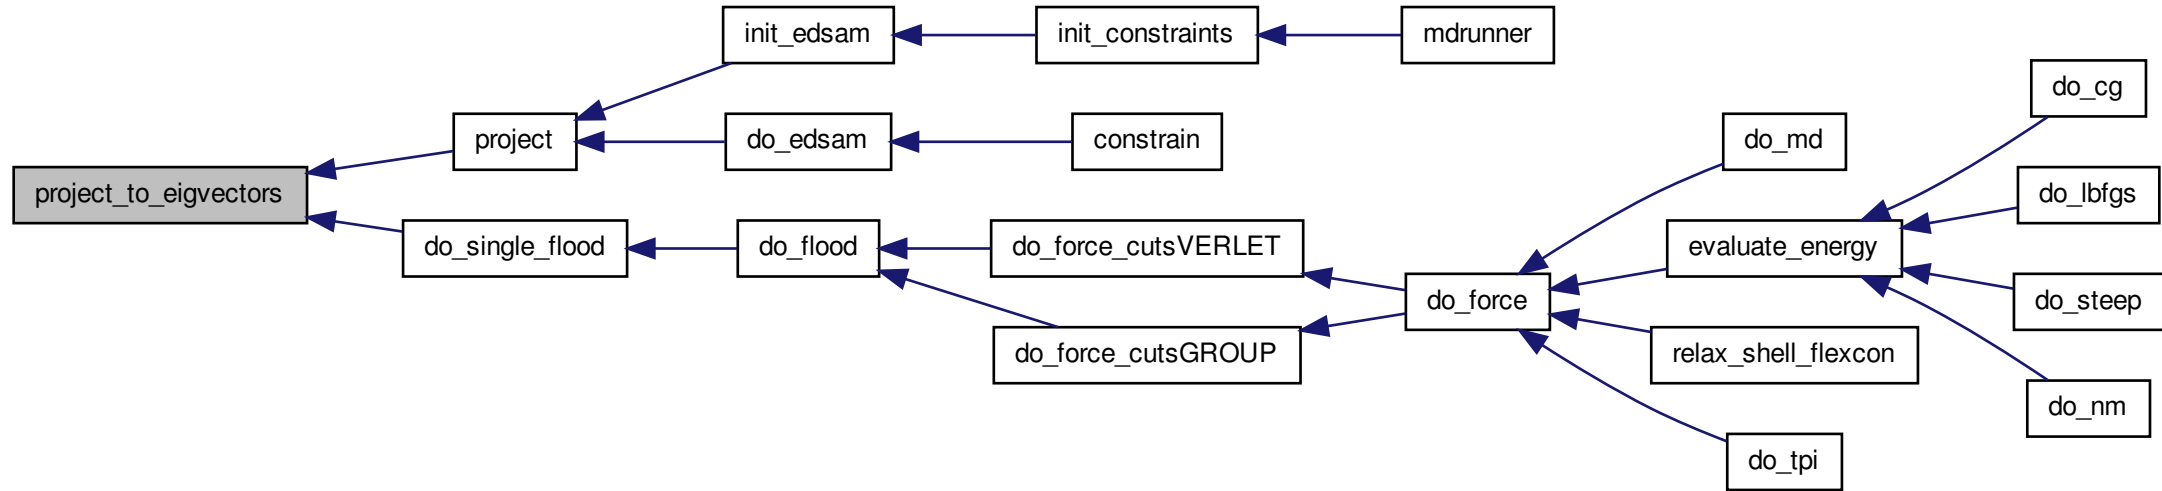 init_edsam
init_constraints
mdrunner
do_cg
project
do_edsam
constrain
do_md
project_to_eigvectors
do_lbfgs
do_single_flood
do_flood
do_force_cutsVERLET
evaluate_energy
do_force
do_steep
do_force_cutsGROUP
relax_shell_flexcon
do_nm
do_tpi